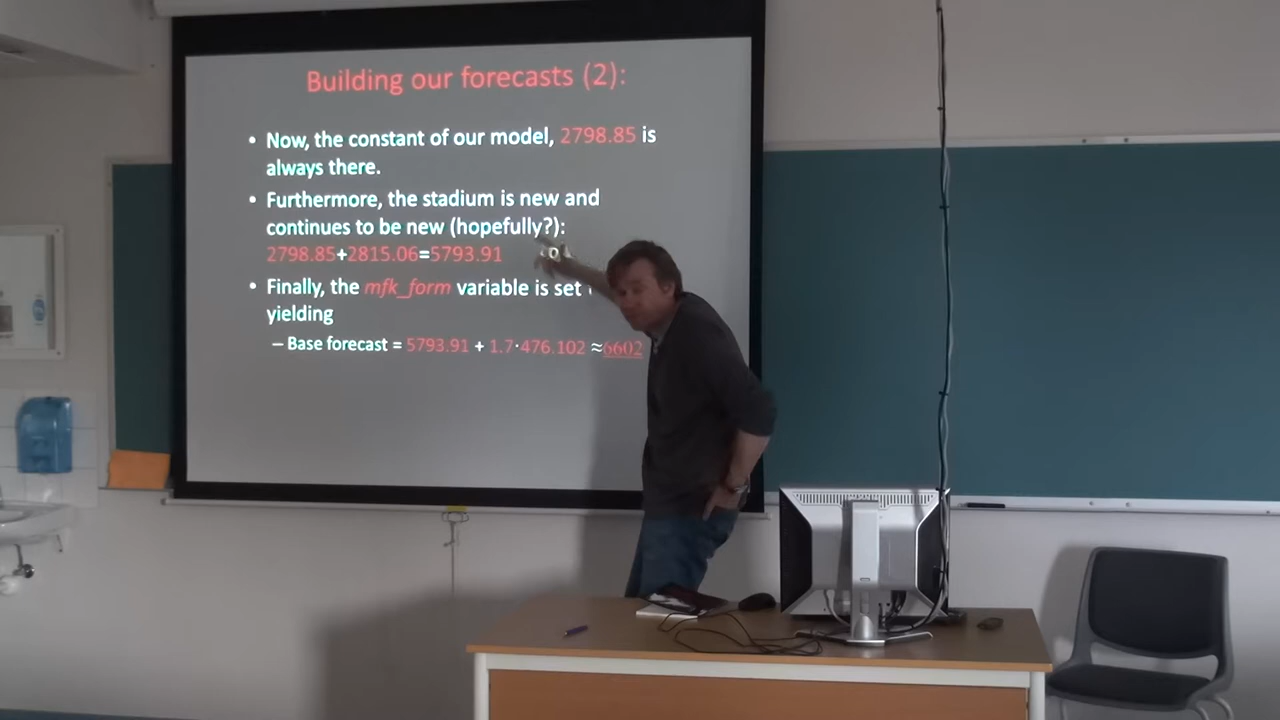 Building our forecasts (2):
• Now, the constant of our model, 2798.85 is
always there.
• Furthermore, the stadium is new and
continues to be new (hopefully?):
2798.85+2815.06=5793.91
• Finally, the mfk_form variable is set
yielding
– Base forecast = 5793.91 + 1.7·476.102 ≈6602